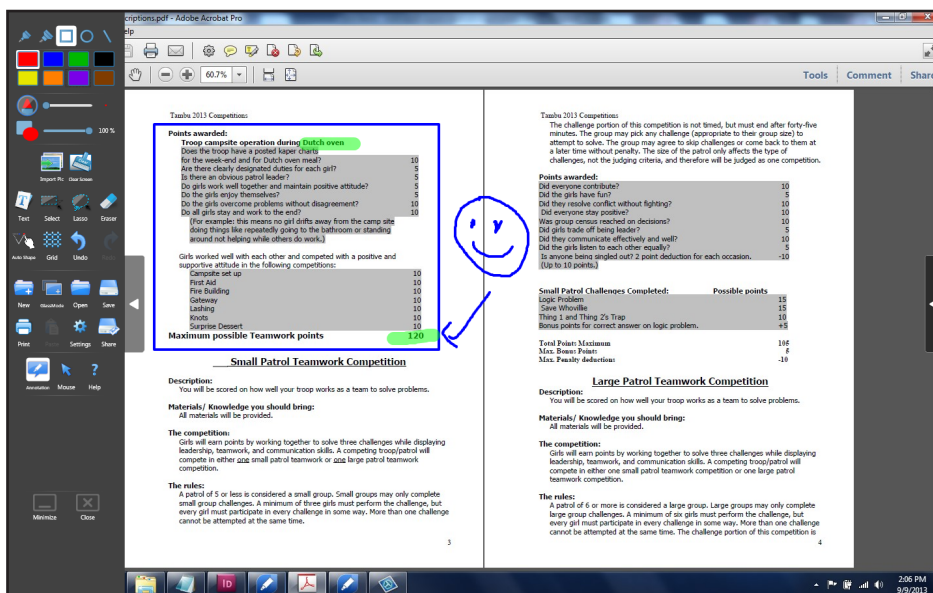 criptions.pdf - Adobe Acrobat Pro
elp
60.7%
Tools Comment Share
100 %
Import Pic Clear Screen
Text Select Lasso Eraser
Auto Shape Grid Undo
New GlassMode Open Save
Print Settings Share
Annotation Mouse Help
Minimize Close
Tambu 2013 Competitions
Points awarded:
Troop campsite operation during Dutch oven
Does the troop have a posted kaper charts
for the week-end and for Dutch oven meal? 10
Are there clearly designated duties for each girl? 5
Is there an obvious patrol leader? 5
Do girls work well together and maintain positive attitude? 5
Do the girls enjoy themselves? 5
Do the girls overcome problems without disagreement? 10
Do all girls stay and work to the end? 10
(For example: this means no girl drifts away from the camp site
doing things like repeatedly going to the bathroom or standing
around not helping while others do work.)
Girls worked well with each other and competed with a positive and
supportive attitude in the following competitions:
Campsite set up 10
First Aid 10
Fire Building 10
Gateway 10
Lashing 10
Knots 10
Surprise Dessert 10
Maximum possible Teamwork points 120
Small Patrol Teamwork Competition
Description:
You will be scored on how well your troop works as a team to solve problems.
Materials/ Knowledge you should bring:
All materials will be provided.
The competition:
Girls will earn points by working together to solve three challenges while displaying
leadership, teamwork, and communication skills. A competing troop/patrol will
compete in either one small patrol teamwork or one large patrol teamwork
competition.
The rules:
A patrol of 5 or less is considered a small group. Small groups may only complete
small group challenges. A minimum of three girls must perform the challenge, but
every girl must participate in every challenge in some way. More than one challenge
cannot be attempted at the same time.
3
Tambu 2013 Competitions
The challenge portion of this competition is not timed, but must end after forty-five
minutes. The group may pick any challenge (appropriate to their group size) to
attempt to solve. The group may agree to skip challenges or come back to them at
a later time without penalty. The size of the patrol only affects the type of
challenges, not the judging criteria, and therefore will be judged as one competition.
Points awarded:
Did everyone contribute? 10
Did the girls have fun? 5
Did they resolve conflict without fighting? 10
Did everyone stay positive? 10
Was group census reached on decisions? 10
Did girls trade off being leader? 5
Did they communicate effectively and well? 10
Did the girls listen to each other equally? 5
Is anyone being singled out? 2 point deduction for each occasion. -10
(Up to 10 points.)
Small Patrol Challenges Completed: Possible points
Logic Problem 15
Save Whovillie 15
Thing 1 and Thing 2's Trap 10
Bonus points for correct answer on logic problem. +5
Total Points Maximum 105
Max. Bonus Points 5
Max. Penalty deductions -10
Large Patrol Teamwork Competition
Description:
You will be scored on how well your troop works as a team to solve problems.
Materials/ Knowledge you should bring:
All materials will be provided.
The competition:
Girls will earn points by working together to solve three challenges while displaying
leadership, teamwork, and communication skills. A competing troop/patrol will
compete in either one small patrol teamwork competition or one large patrol
teamwork competition.
The rules:
A patrol of 6 or more is considered a large group. Large groups may only complete
large group challenges. A minimum of six girls must perform the challenge, but
every girl must participate in every challenge in some way. More than one challenge
cannot be attempted at the same time. The challenge portion of this competition is
4
Id
2:06 PM
9/9/2013